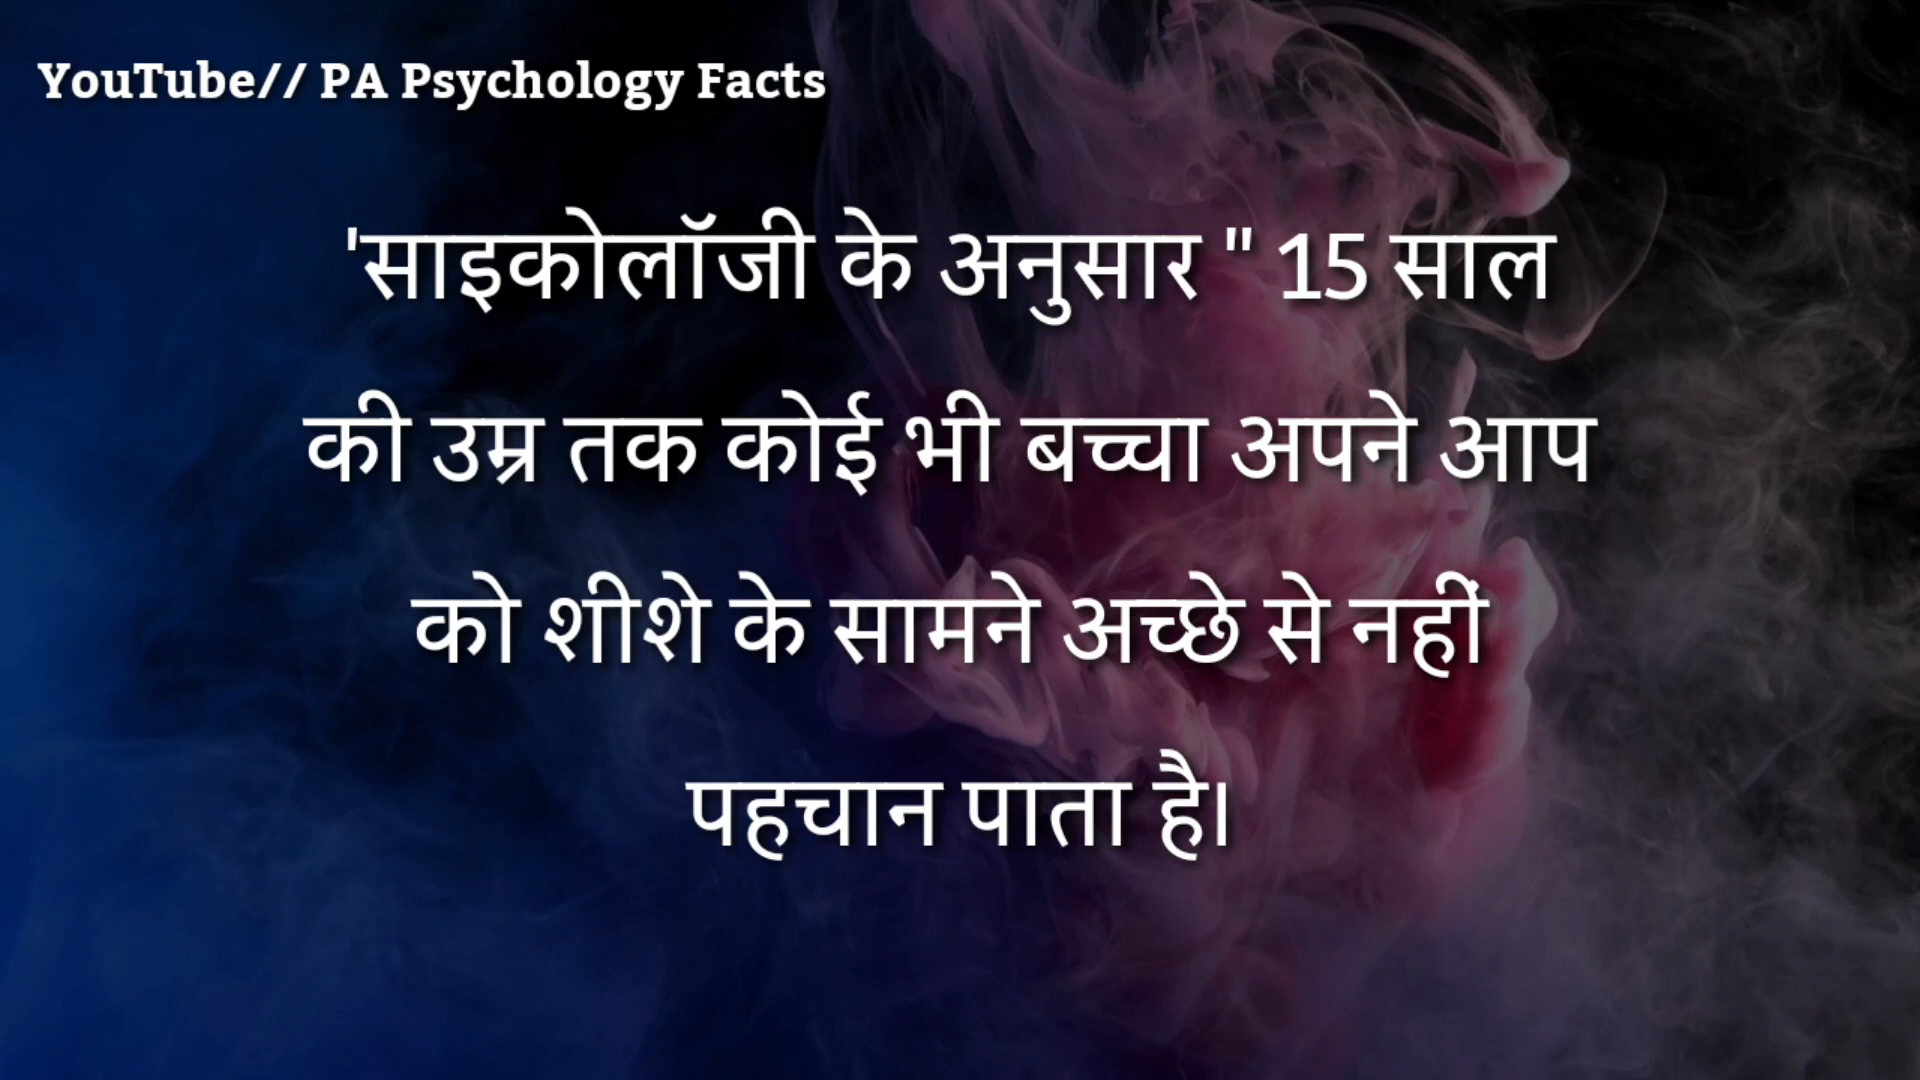 YouTube// PA Psychology Facts
'साइकोलॉजी के अनुसार " 15 साल
की उम्र तक कोई भी बच्चा अपने आप
को शीशे के सामने अच्छे से नहीं
पहचान पाता है।